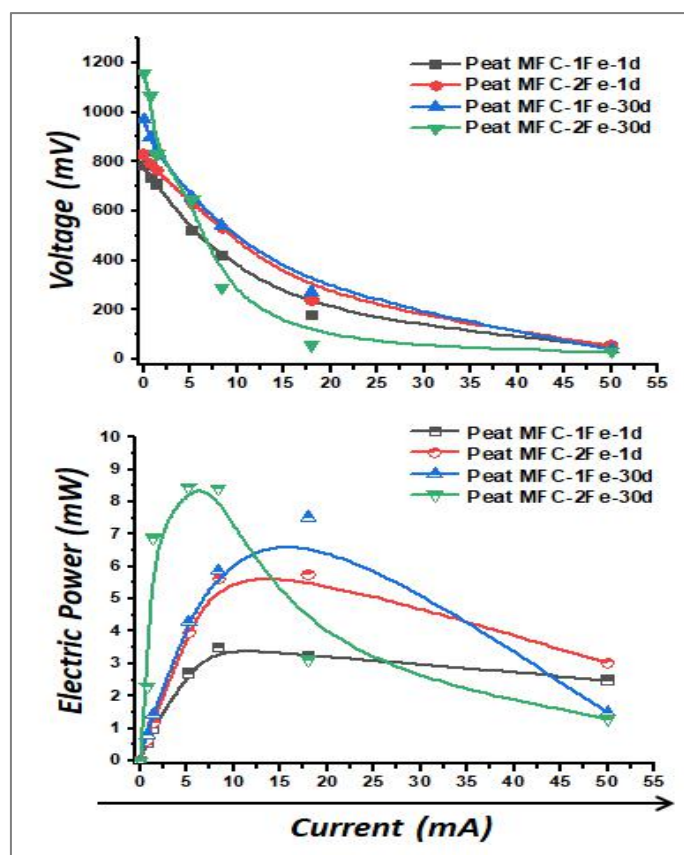 Peat MFC-1Fe-1d
Peat MFC-2Fe-1d
Peat MFC-1Fe-30d
Peat MFC-2Fe-30d
Voltage (mV)
1200
1000
800
600
400
200
0
0 5 10 15 20 25 30 35 40 45 50 55
Peat MFC-1Fe-1d
Peat MFC-2Fe-1d
Peat MFC-1Fe-30d
Peat MFC-2Fe-30d
Electric Power (mW)
10
9
8
7
6
5
4
3
2
1
0
0 5 10 15 20 25 30 35 40 45 50 55
Current (mA)